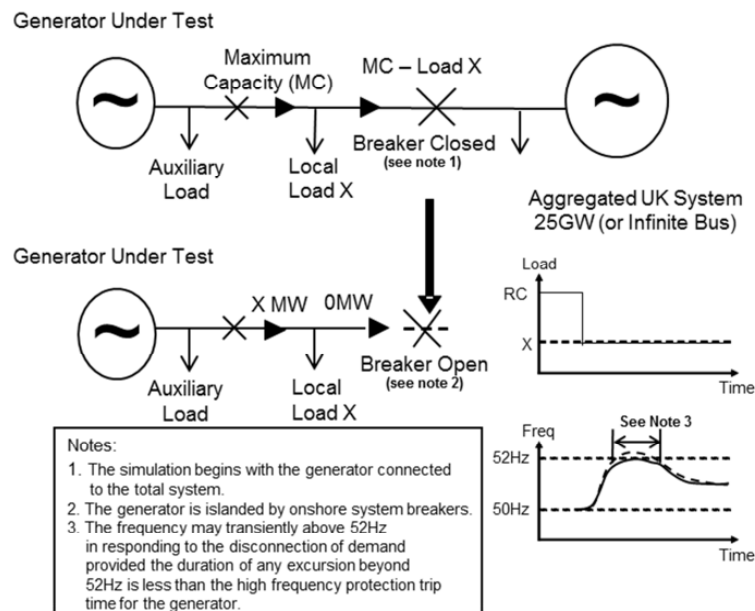 Generator Under Test
Maximum
Capacity (MC)
MC – Load X
~
~
Auxiliary
Load
Local
Load X
Breaker Closed
(see note 1)
Aggregated UK System
25GW (or Infinite Bus)
Generator Under Test
X MW
0MW
~
Auxiliary
Load
Local
Load X
Breaker Open
(see note 2)
Load
RC
X
Time
See Note 3
Freq
52Hz
50Hz
Time
Notes:
1. The simulation begins with the generator connected
to the total system.
2. The generator is islanded by onshore system breakers.
3. The frequency may transiently above 52Hz
in responding to the disconnection of demand
provided the duration of any excursion beyond
52Hz is less than the high frequency protection trip
time for the generator.